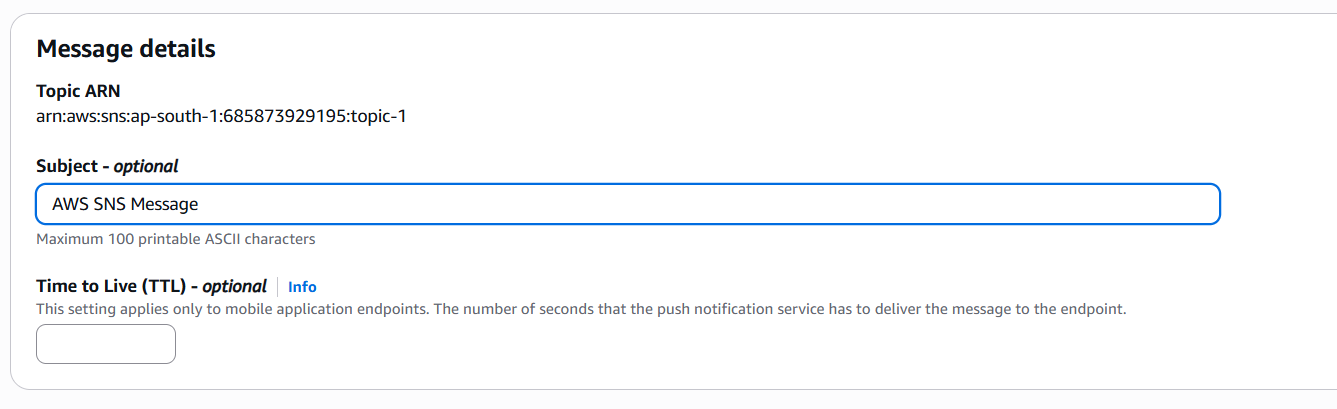 Message details
Topic ARN
arn:aws:sns:ap-south-1:685873929195:topic-1
Subject - optional
AWS SNS Message
Maximum 100 printable ASCII characters
Time to Live (TTL) - optional Info
This setting applies only to mobile application endpoints. The number of seconds that the push notification service has to deliver the message to the endpoint.